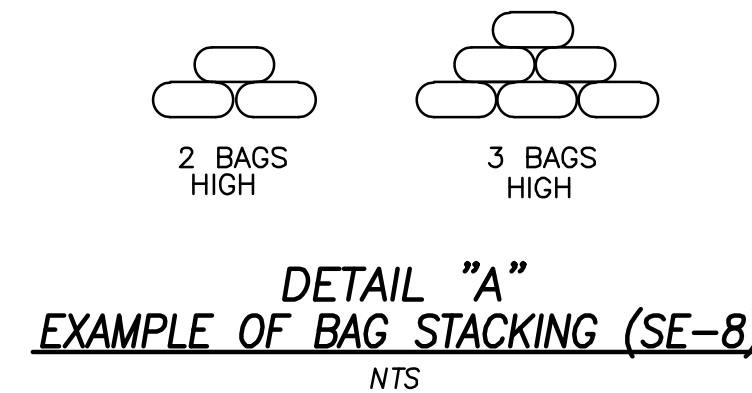 2 BAGS
HIGH
3 BAGS
HIGH
DETAIL ”A”
EXAMPLE OF BAG STACKING (SE-8)
NTS